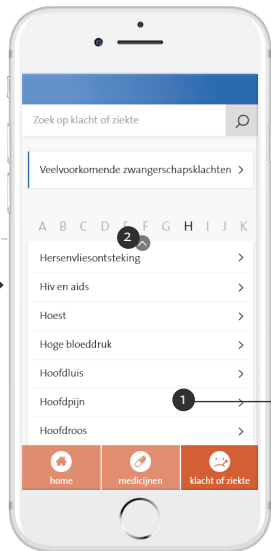 Zoek op klacht of ziekte
Veelvoorkomende zwangerschapsklachten >
A B C D E F G H I J K
2
Hersenvliesontsteking >
Hiv en aids >
Hoest >
Hoge bloeddruk >
Hoofdluis >
Hoofdpijn 1 >
Hoofdroos >
home medicijnen klacht of ziekte